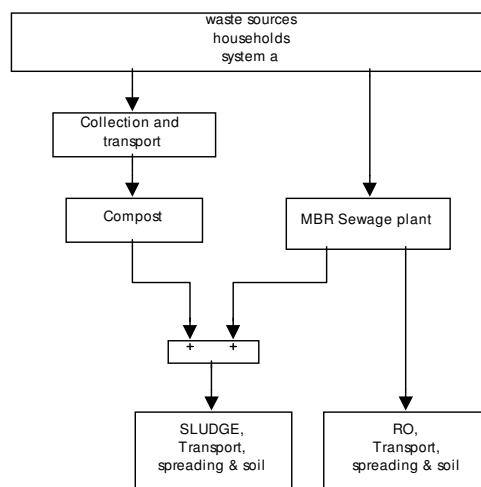 waste sources
households
system a
Collection and
transport
Compost
MBR Sewage plant
+ +
SLUDGE,
Transport,
spreading & soil
RO,
Transport,
spreading & soil